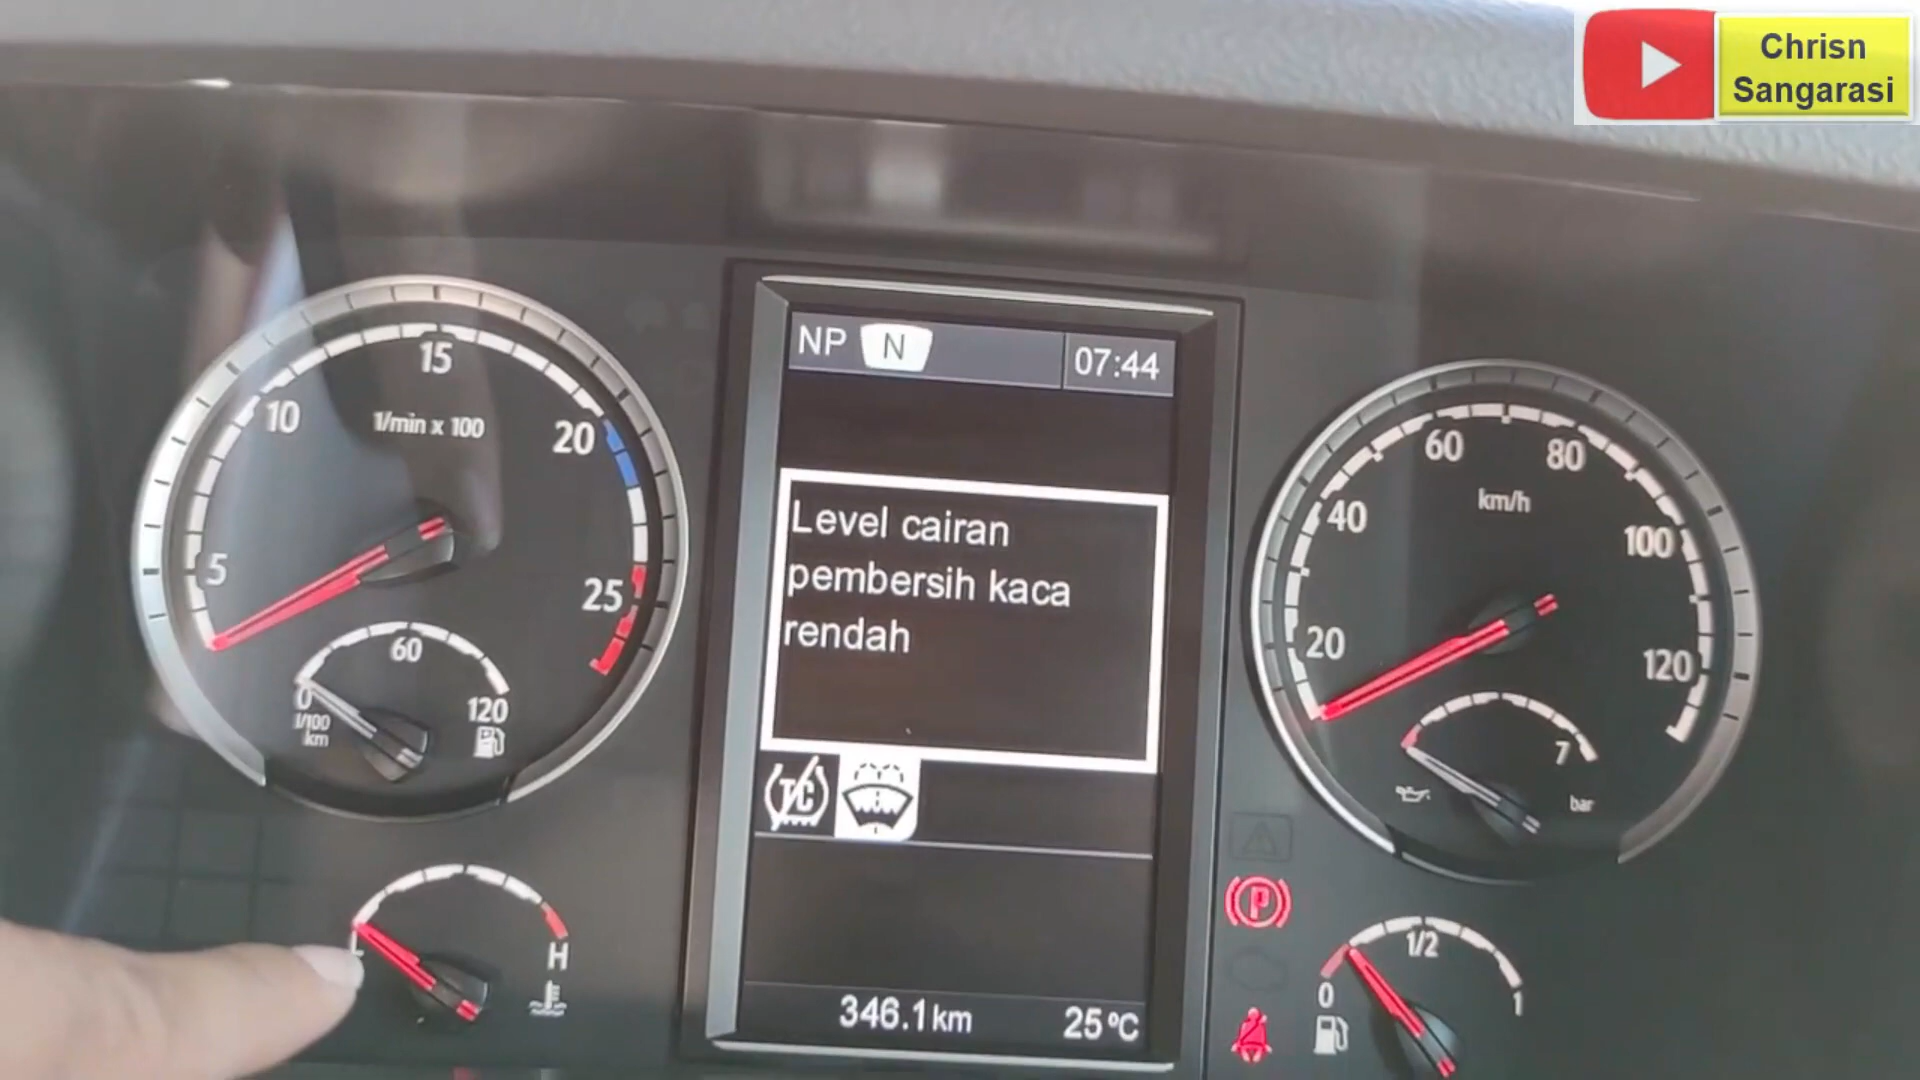 Chrisn
Sangarasi
NP N 07:44
Level cairan
pembersih kaca
rendah
TC
346.1km 25°C
5
10
15
20
25
1/min x 100
0
60
120
l/100
km
L
H
20
40
60
80
100
120
km/h
7
bar
P
0
1/2
1